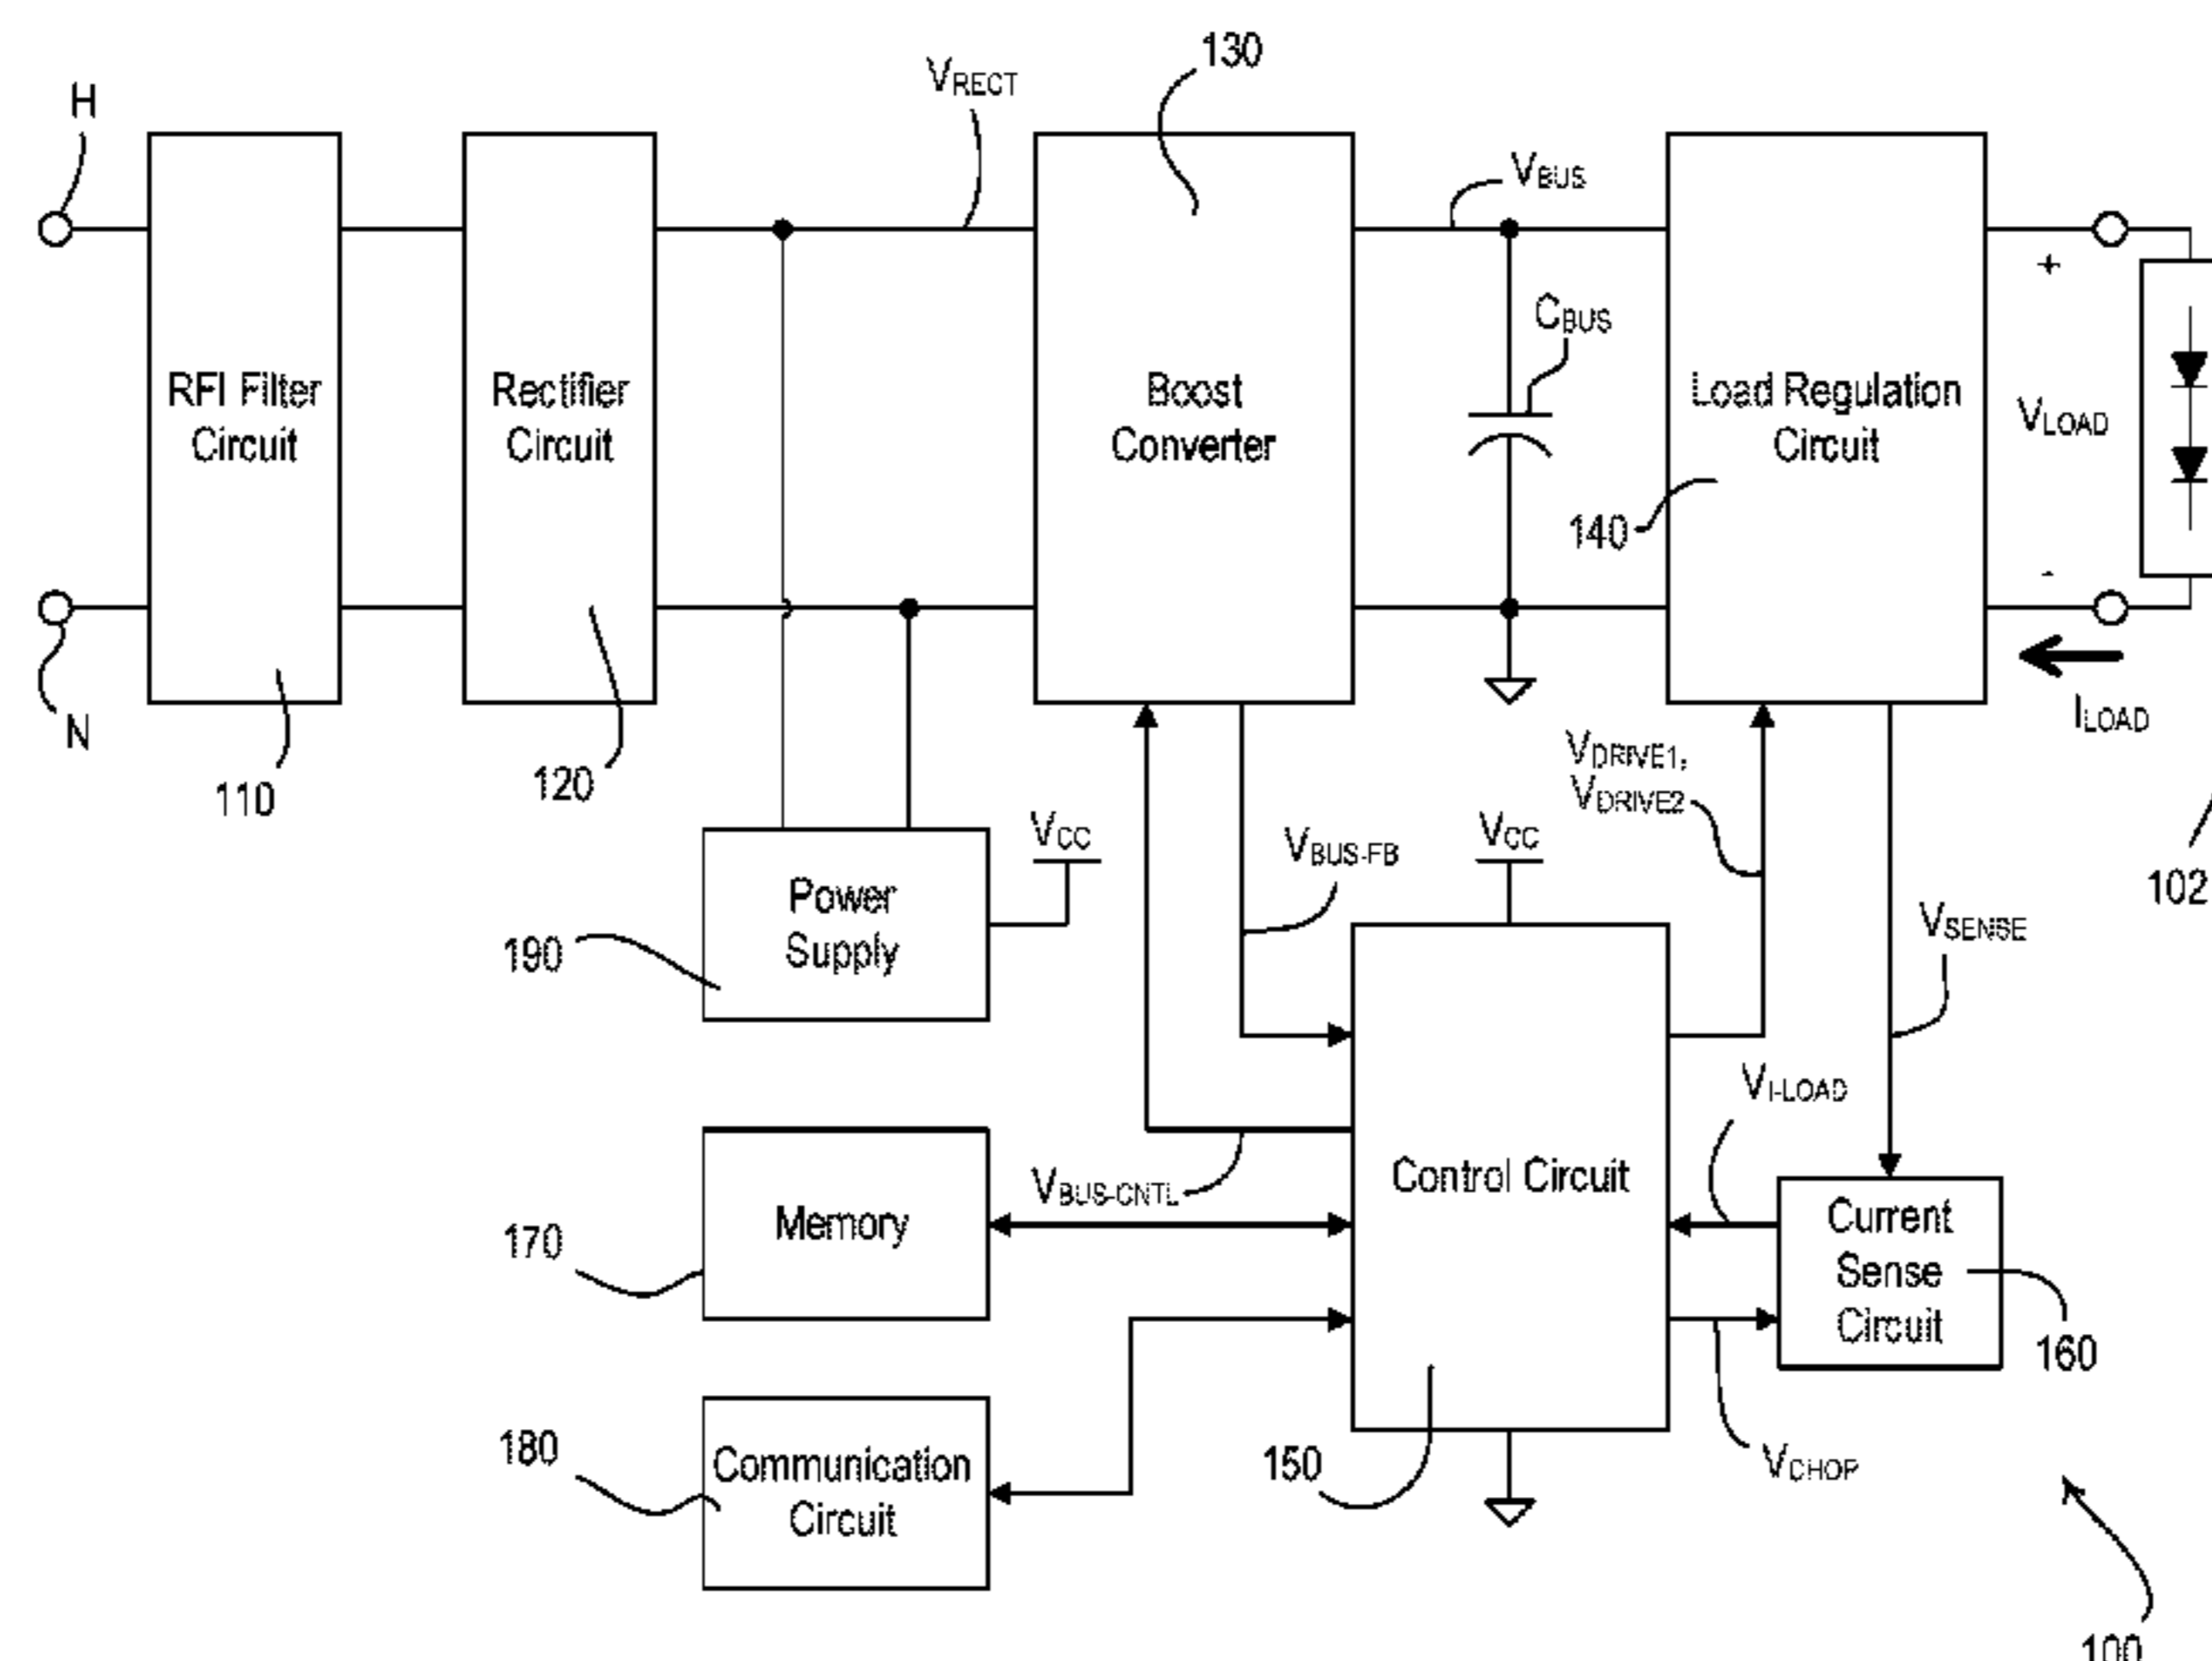 130
VRECT
H
VBUS
CBUS
RFI Filter
Circuit
Rectifier
Circuit
Boost
Converter
Load Regulation
Circuit
+
VLOAD
140
-
N
ILOAD
110
120
VDRIVE1,
VDRIVE2
VCC
VBUS-FB
VCC
102
Power
Supply
190
VSENSE
VI-LOAD
Control Circuit
VBUS-CNTL
Memory
170
Current
Sense
Circuit
160
180
Communication
Circuit
150
VCHOP
100